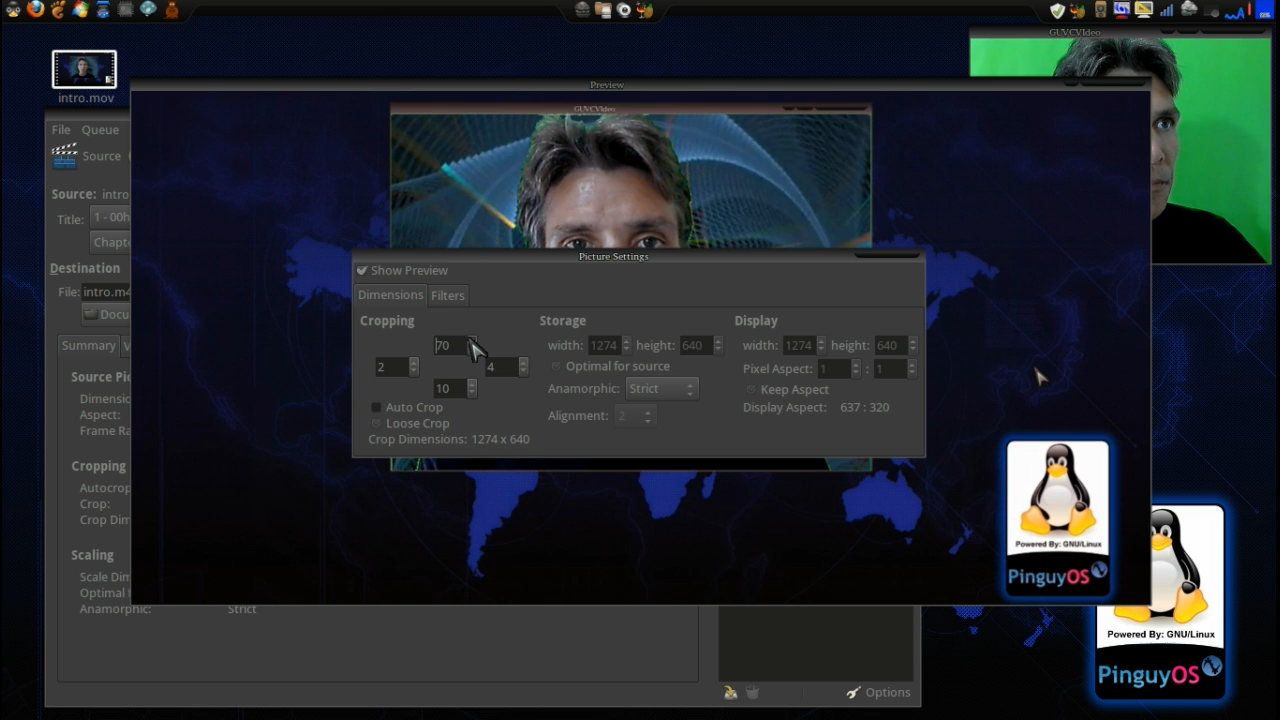 GUVCVIdeo
intro.mov
Preview
GUVCVIdeo
File Queue
Source
Source: intro
Title: 1 - 00h
Chapte
Destination
File: intro.m4
Docu
Summary V
Source Pic
Dimension
Aspect:
Frame Ra
Cropping
Autocrop
Crop:
Crop Dim
Scaling
Scale Dim
Optimal f
Anamorphic: Strict
Picture Settings
Show Preview
Dimensions Filters
Cropping
70
2 4
10
Auto Crop
Loose Crop
Crop Dimensions: 1274 x 640
Storage
width: 1274 height: 640
Optimal for source
Anamorphic: Strict
Alignment: 2
Display
width: 1274 height: 640
Pixel Aspect: 1 : 1
Keep Aspect
Display Aspect: 637 : 320
Powered By: GNU/Linux
PinguyOS
Powered By: GNU/Linux
PinguyOS
Options